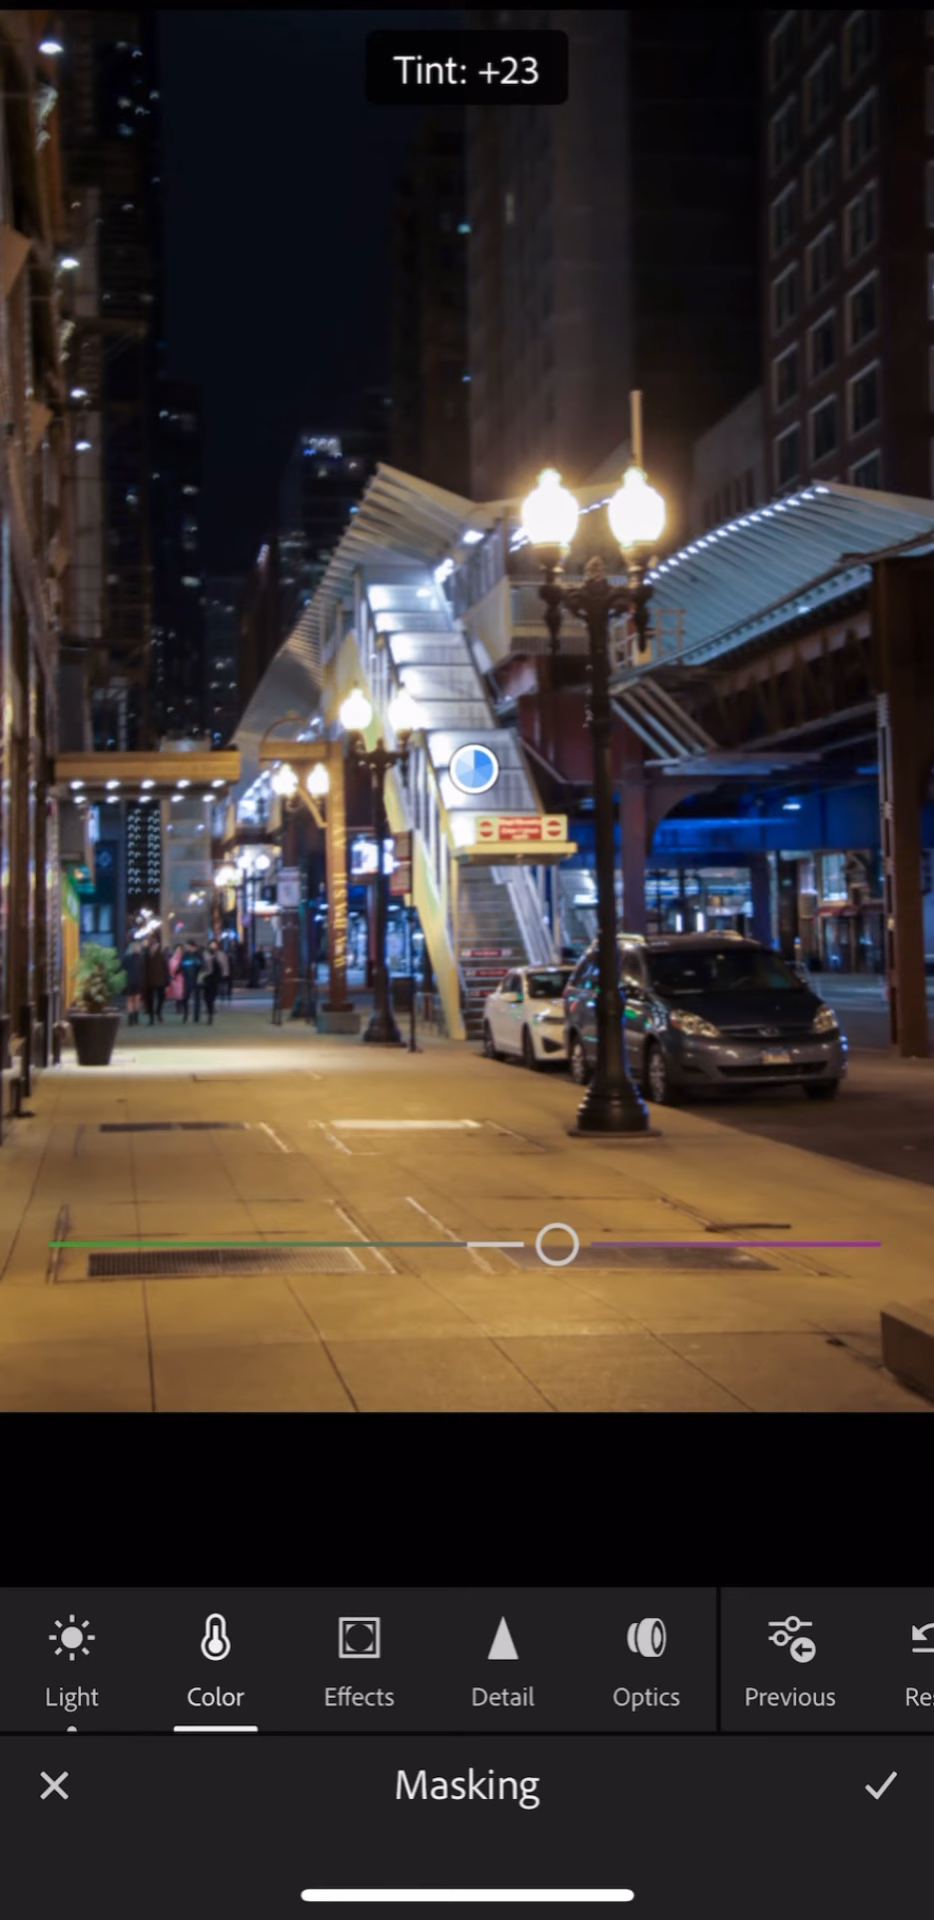 Tint: +23
Light
Color
Effects
Detail
Optics
Previous
Masking